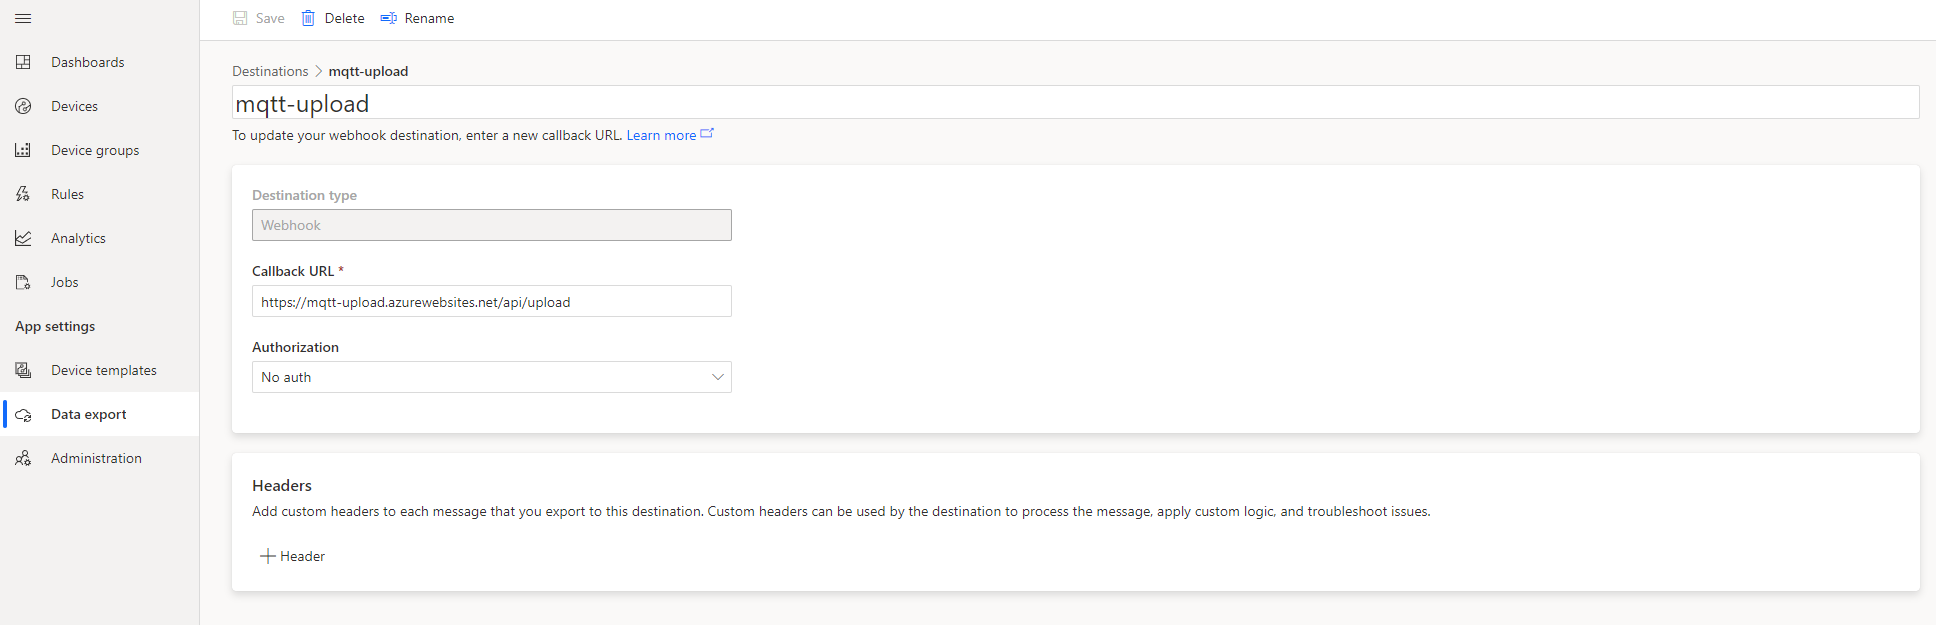 Save Delete Rename
Dashboards
Devices
Device groups
Rules
Analytics
Jobs
App settings
Device templates
Data export
Administration
Destinations > mqtt-upload
mqtt-upload
To update your webhook destination, enter a new callback URL. Learn more
Destination type
Webhook
Callback URL *
https://mqtt-upload.azurewebsites.net/api/upload
Authorization
No auth
Headers
Add custom headers to each message that you export to this destination. Custom headers can be used by the destination to process the message, apply custom logic, and troubleshoot issues.
Header